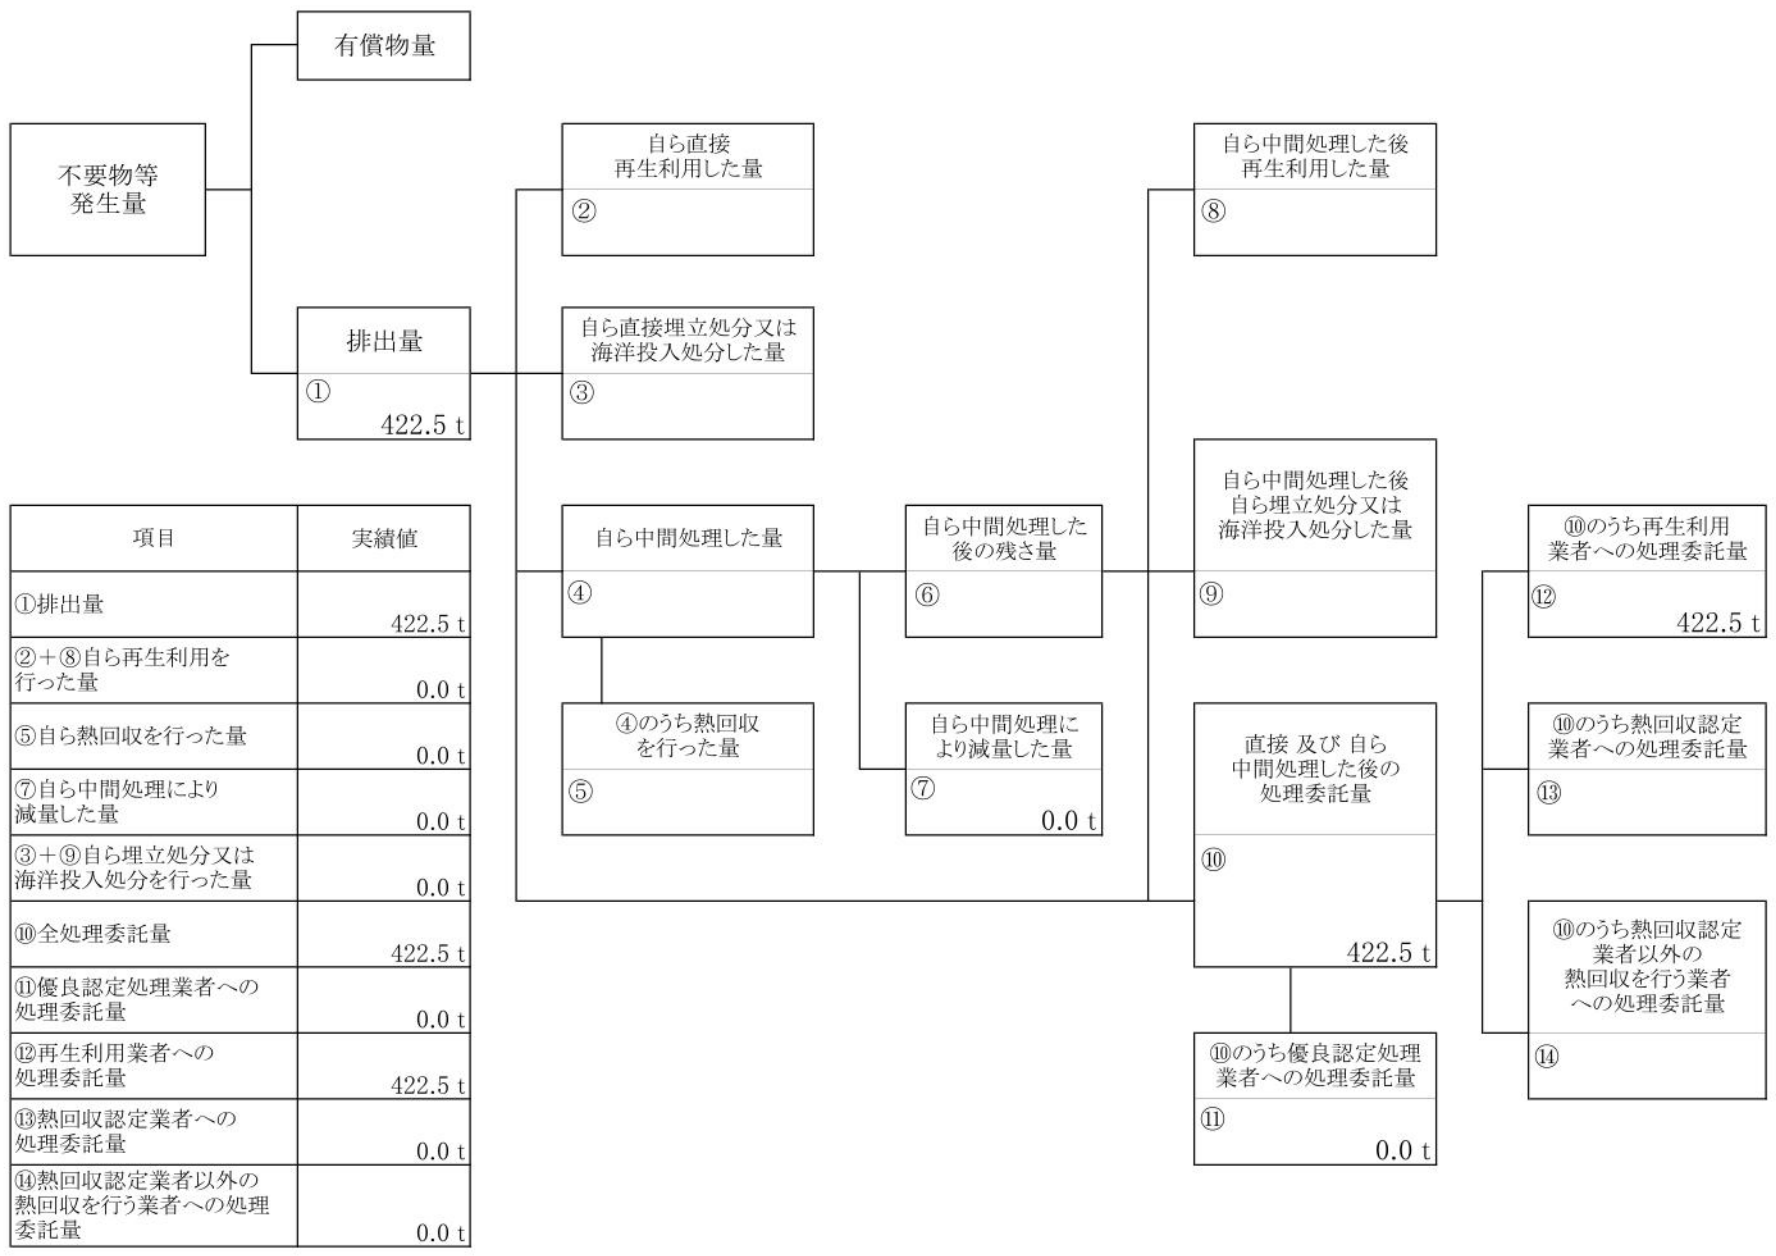 有償物量
不要物等
発生量
自ら直接
再生利用した量
②
自ら中間処理した後
再生利用した量
⑧
排出量
①
422.5 t
自ら直接埋立処分又は
海洋投入処分した量
③
自ら中間処理した量
④
自ら中間処理した
後の残さ量
⑥
自ら中間処理した後
自ら埋立処分又は
海洋投入処分した量
⑨
⑩のうち再生利用
業者への処理委託量
⑫
422.5 t
④のうち熱回収
を行った量
⑤
自ら中間処理に
より減量した量
⑦
0.0 t
直接 及び 自ら
中間処理した後の
処理委託量
⑩
422.5 t
⑩のうち熱回収認定
業者への処理委託量
⑬
⑩のうち熱回収認定
業者以外の
熱回収を行う業者
への処理委託量
⑭
⑩のうち優良認定処理
業者への処理委託量
⑪
0.0 t
項目 実績値
①排出量
422.5 t
②＋⑧自ら再生利用を
行った量
0.0 t
⑤自ら熱回収を行った量
0.0 t
⑦自ら中間処理により
減量した量
0.0 t
③＋⑨自ら埋立処分又は
海洋投入処分を行った量
0.0 t
⑩全処理委託量
422.5 t
⑪優良認定処理業者への
処理委託量
0.0 t
⑫再生利用業者への
処理委託量
422.5 t
⑬熱回収認定業者への
処理委託量
0.0 t
⑭熱回収認定業者以外の
熱回収を行う業者への処理
委託量
0.0 t